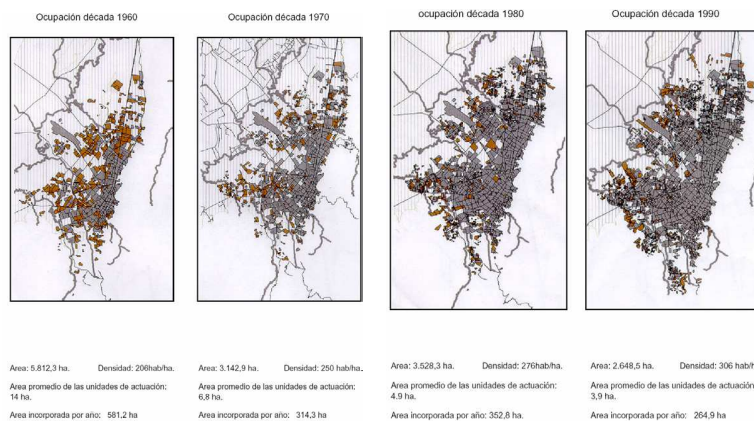 Ocupación década 1960
Ocupación década 1970
ocupación década 1980
Ocupación década 1990
Area: 5.812,3 ha. Densidad: 206hab/ha.
Area promedio de las unidades de actuación:
14 ha.
Area incorporada por año: 581,2 ha
Area: 3.142,9 ha. Densidad: 250 hab/ha.
Area promedio de las unidades de actuación:
6,8 ha.
Area incorporada por año: 314,3 ha
Area: 3.528,3 ha. Densidad: 276hab/ha.
Area promedio de las unidades de actuación:
4.9 ha.
Area incorporada por año: 352,8 ha.
Area: 2.648,5 ha. Densidad: 306 hab/h
Area promedio de las unidades de actuación:
3,9 ha.
Area incorporada por año: 264,9 ha